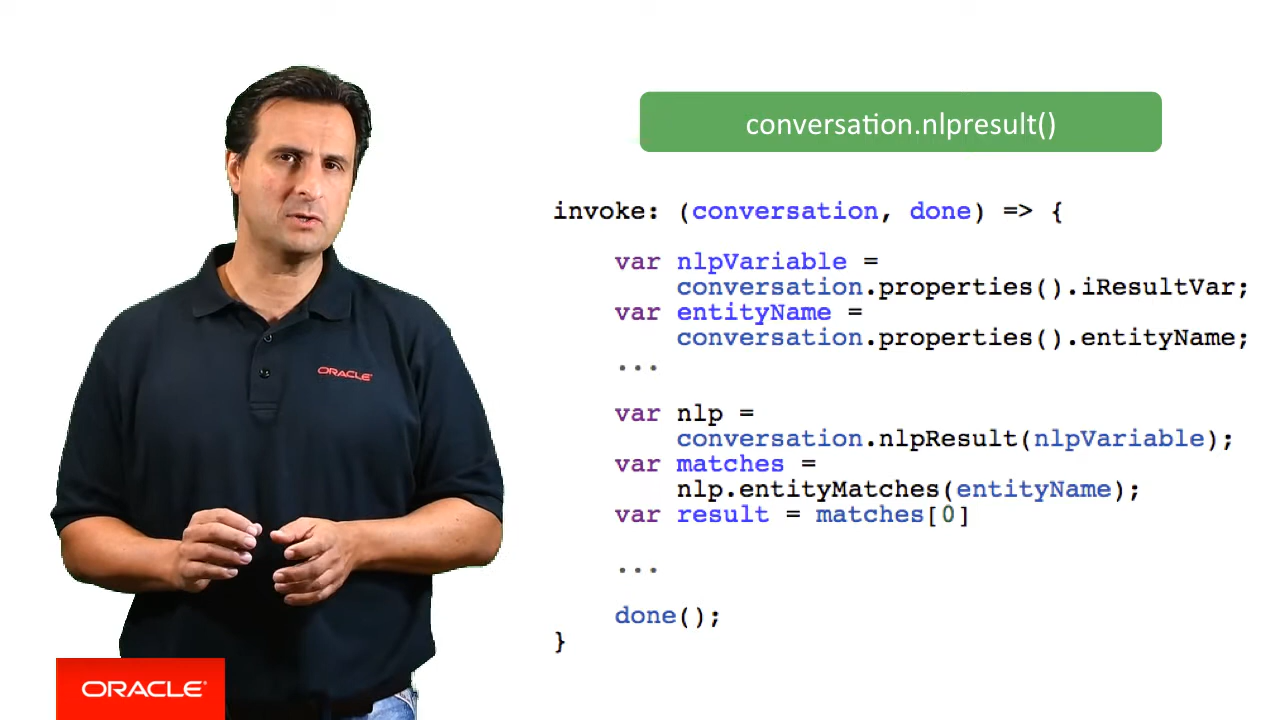 conversation.nlpresult()
invoke: (conversation, done) => {
var nlpVariable =
conversation.properties().iResultVar;
var entityName =
conversation.properties().entityName;
...
var nlp =
conversation.nlpResult(nlpVariable);
var matches =
nlp.entityMatches(entityName);
var result = matches[0]
...
done();
}
ORACLE
ORACLE